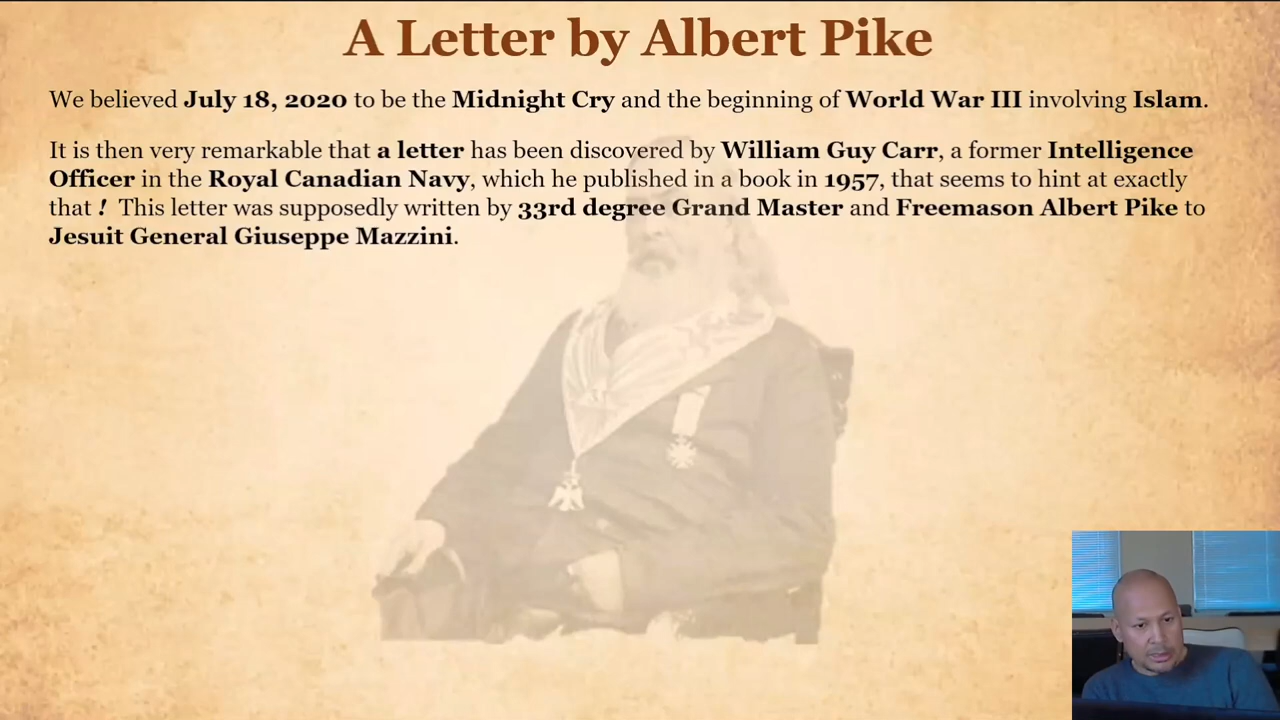 A Letter by Albert Pike
We believed July 18, 2020 to be the Midnight Cry and the beginning of World War III involving Islam.
It is then very remarkable that a letter has been discovered by William Guy Carr, a former Intelligence
Officer in the Royal Canadian Navy, which he published in a book in 1957, that seems to hint at exactly
that ! This letter was supposedly written by 33rd degree Grand Master and Freemason Albert Pike to
Jesuit General Giuseppe Mazzini.